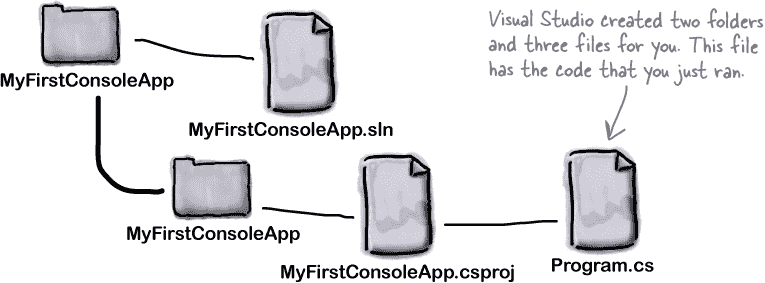 Visual Studio created two folders
and three files for you. This file
has the code that you just ran.
MyFirstConsoleApp
MyFirstConsoleApp.sln
MyFirstConsoleApp
MyFirstConsoleApp.csproj
Program.cs